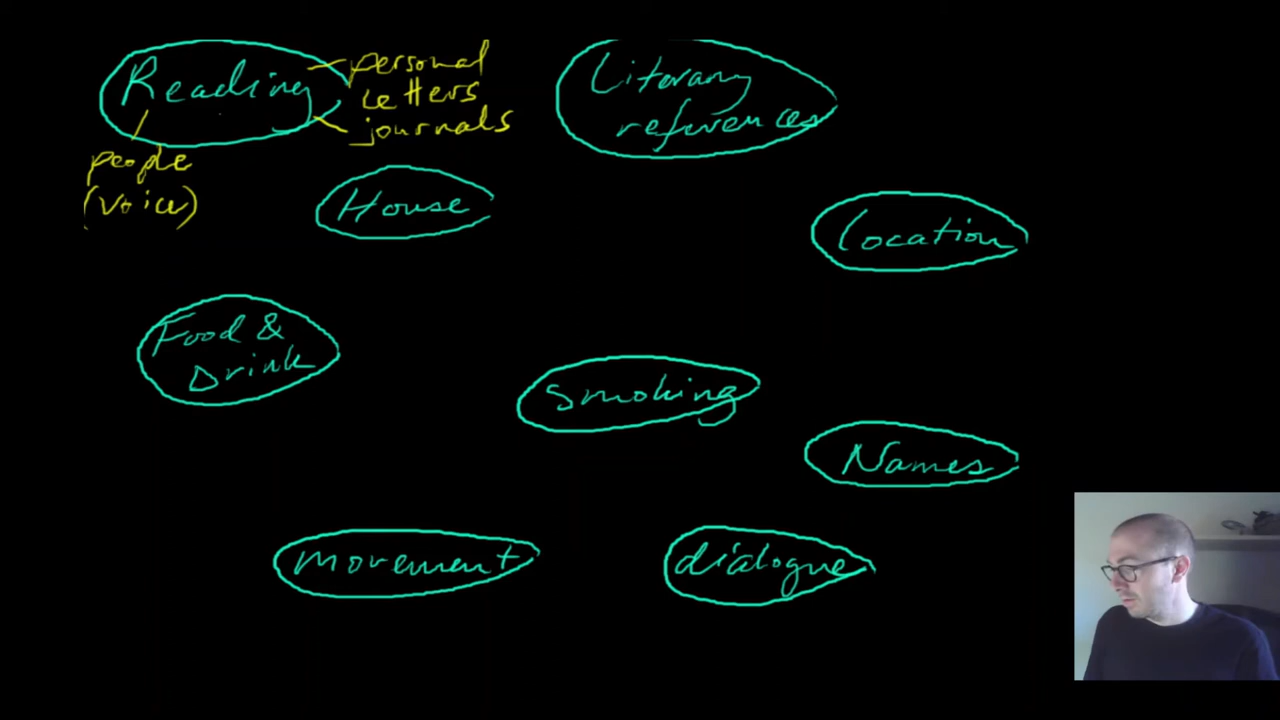 Reading
personal
letters
journals
people
(voice)
Literary
references
House
Location
Food &
Drink
Smoking
Names
movement
dialogue